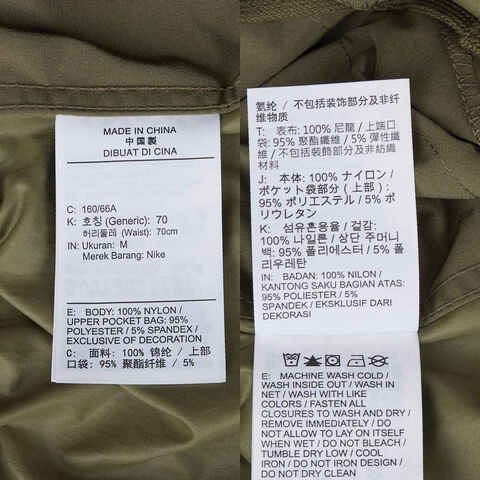 MADE IN CHINA
中国製
DIBUAT DI CINA
C: 160/66A
K: 호칭 (Generic): 70
허리둘레 (Waist): 70cm
IN: Ukuran: M
Merek Barang: Nike
E: BODY: 100% NYLON /
UPPER POCKET BAG: 95%
POLYESTER / 5% SPANDEX /
EXCLUSIVE OF DECORATION
C: 面料: 100% 锦纶 / 上部
口袋: 95% 聚酯纤维 / 5%
氨纶 / 不包括装饰部分及非纤
维物质
T: 表布: 100% 尼龍 / 上端口
袋: 95% 聚酯纖維 / 5% 彈性纖
維 / 不包括裝飾部分及非紡織
材料
J: 本体: 100% ナイロン /
ポケット袋部分 (上部):
95% ポリエステル / 5% ポ
リウレタン
K: 섬유혼용율 / 겉감:
100% 나일론 / 상단 주머니
백: 95% 폴리에스터 / 5% 폴
리우레탄
IN: BADAN: 100% NILON /
KANTONG SAKU BAGIAN ATAS:
95% POLIESTER / 5%
SPANDEX / EKSKLUSIF DARI
DEKORASI
E: MACHINE WASH COLD /
WASH INSIDE OUT / WASH IN
NET / WASH WITH LIKE
COLORS / FASTEN ALL
CLOSURES TO WASH AND DRY /
REMOVE IMMEDIATELY / DO
NOT ALLOW TO LAY ON ITSELF
WHEN WET / DO NOT BLEACH /
TUMBLE DRY LOW / COOL
IRON / DO NOT IRON DESIGN /
DO NOT DRY CLEAN